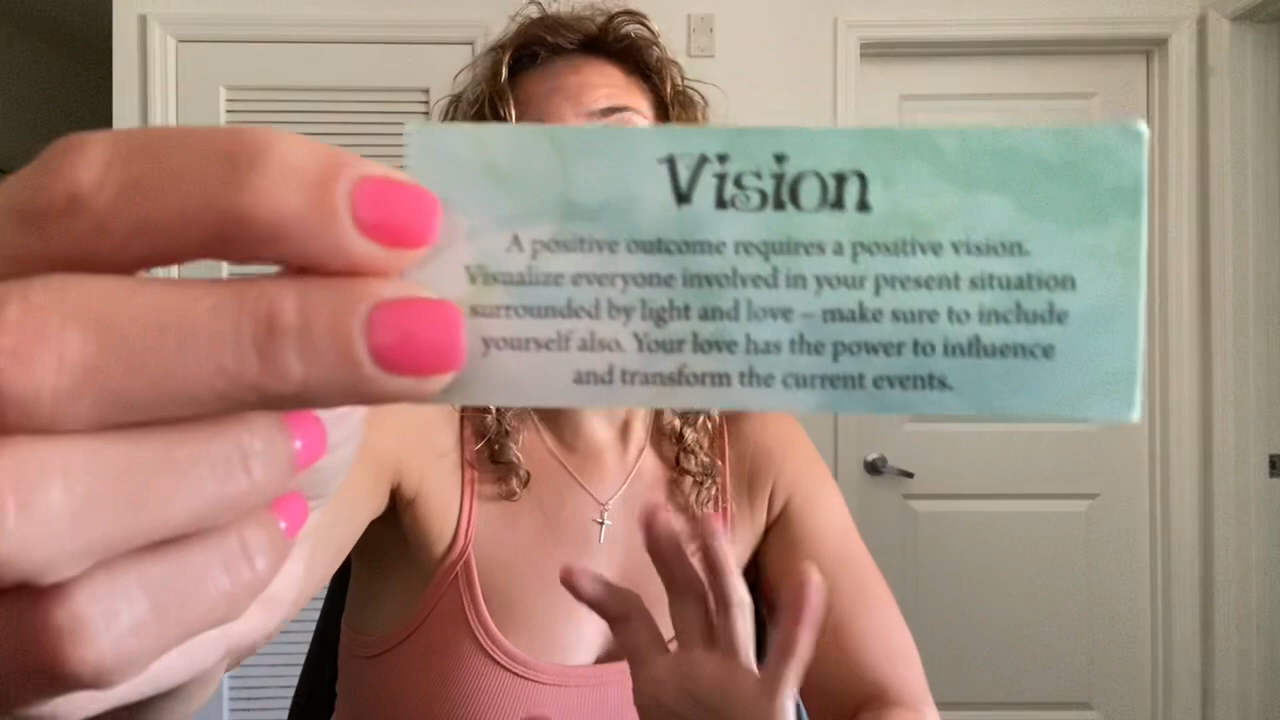 Vision
A positive outcome requires a positive vision.
Visualize everyone involved in your present situation
surrounded by light and love – make sure to include
yourself also. Your love has the power to influence
and transform the current events.